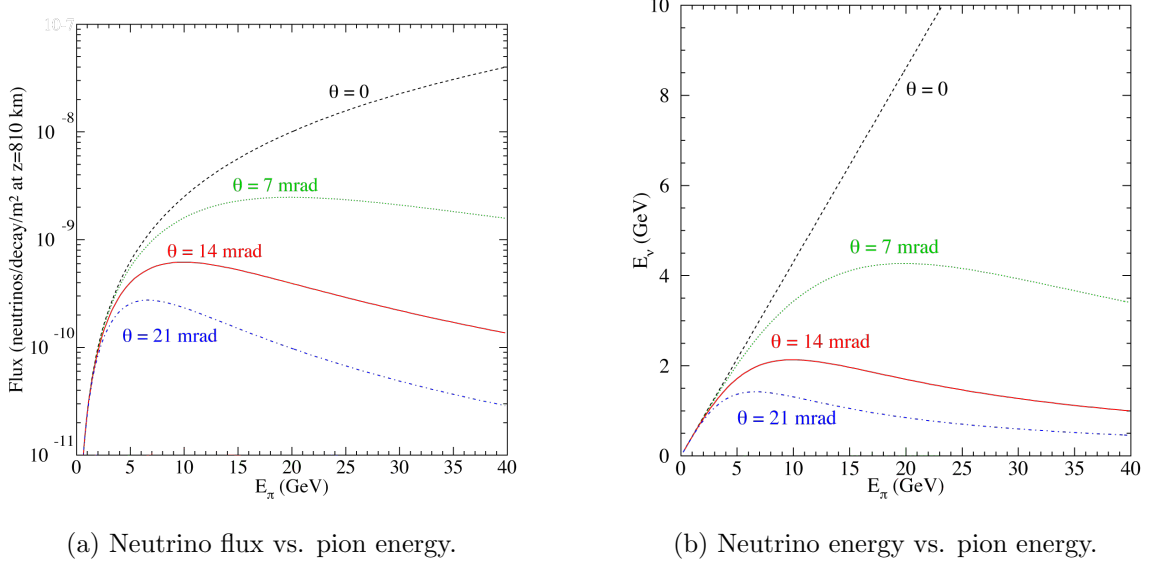 10-7
10 -8
10 -9
10 -10
10 -11
Flux (neutrinos/decay/m² at z=810 km)
θ = 0
θ = 7 mrad
θ = 14 mrad
θ = 21 mrad
0 5 10 15 20 25 30 35 40
E_π (GeV)
(a) Neutrino flux vs. pion energy.
10
8
6
4
2
0
E_ν (GeV)
θ = 0
θ = 7 mrad
θ = 14 mrad
θ = 21 mrad
0 5 10 15 20 25 30 35 40
E_π (GeV)
(b) Neutrino energy vs. pion energy.